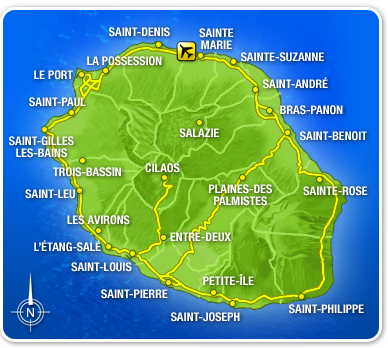 SAINT-DENIS
SAINTE
MARIE
LA POSSESSION
SAINTE-SUZANNE
LE PORT
SAINT-ANDRÉ
SAINT-PAUL
BRAS-PANON
SALAZIE
SAINT-BENOIT
SAINT-GILLES
LES-BAINS
TROIS-BASSIN
CILAOS
PLAINES-DES
PALMISTES
SAINTE-ROSE
SAINT-LEU
LES AVIRONS
ENTRE-DEUX
L'ÉTANG-SALÉ
SAINT-LOUIS
PETITE-ÎLE
SAINT-PIERRE
SAINT-PHILIPPE
SAINT-JOSEPH
N